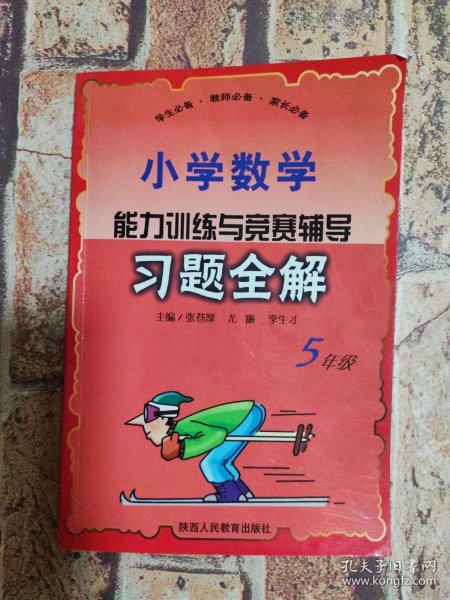 学生必备·教师必备·家长必备
小学数学
能力训练与竞赛辅导
习题全解
主编/张巷厚 尤 廉 李生才
5年级
陕西人民教育出版社
孔夫子旧书网
www.kongfz.com